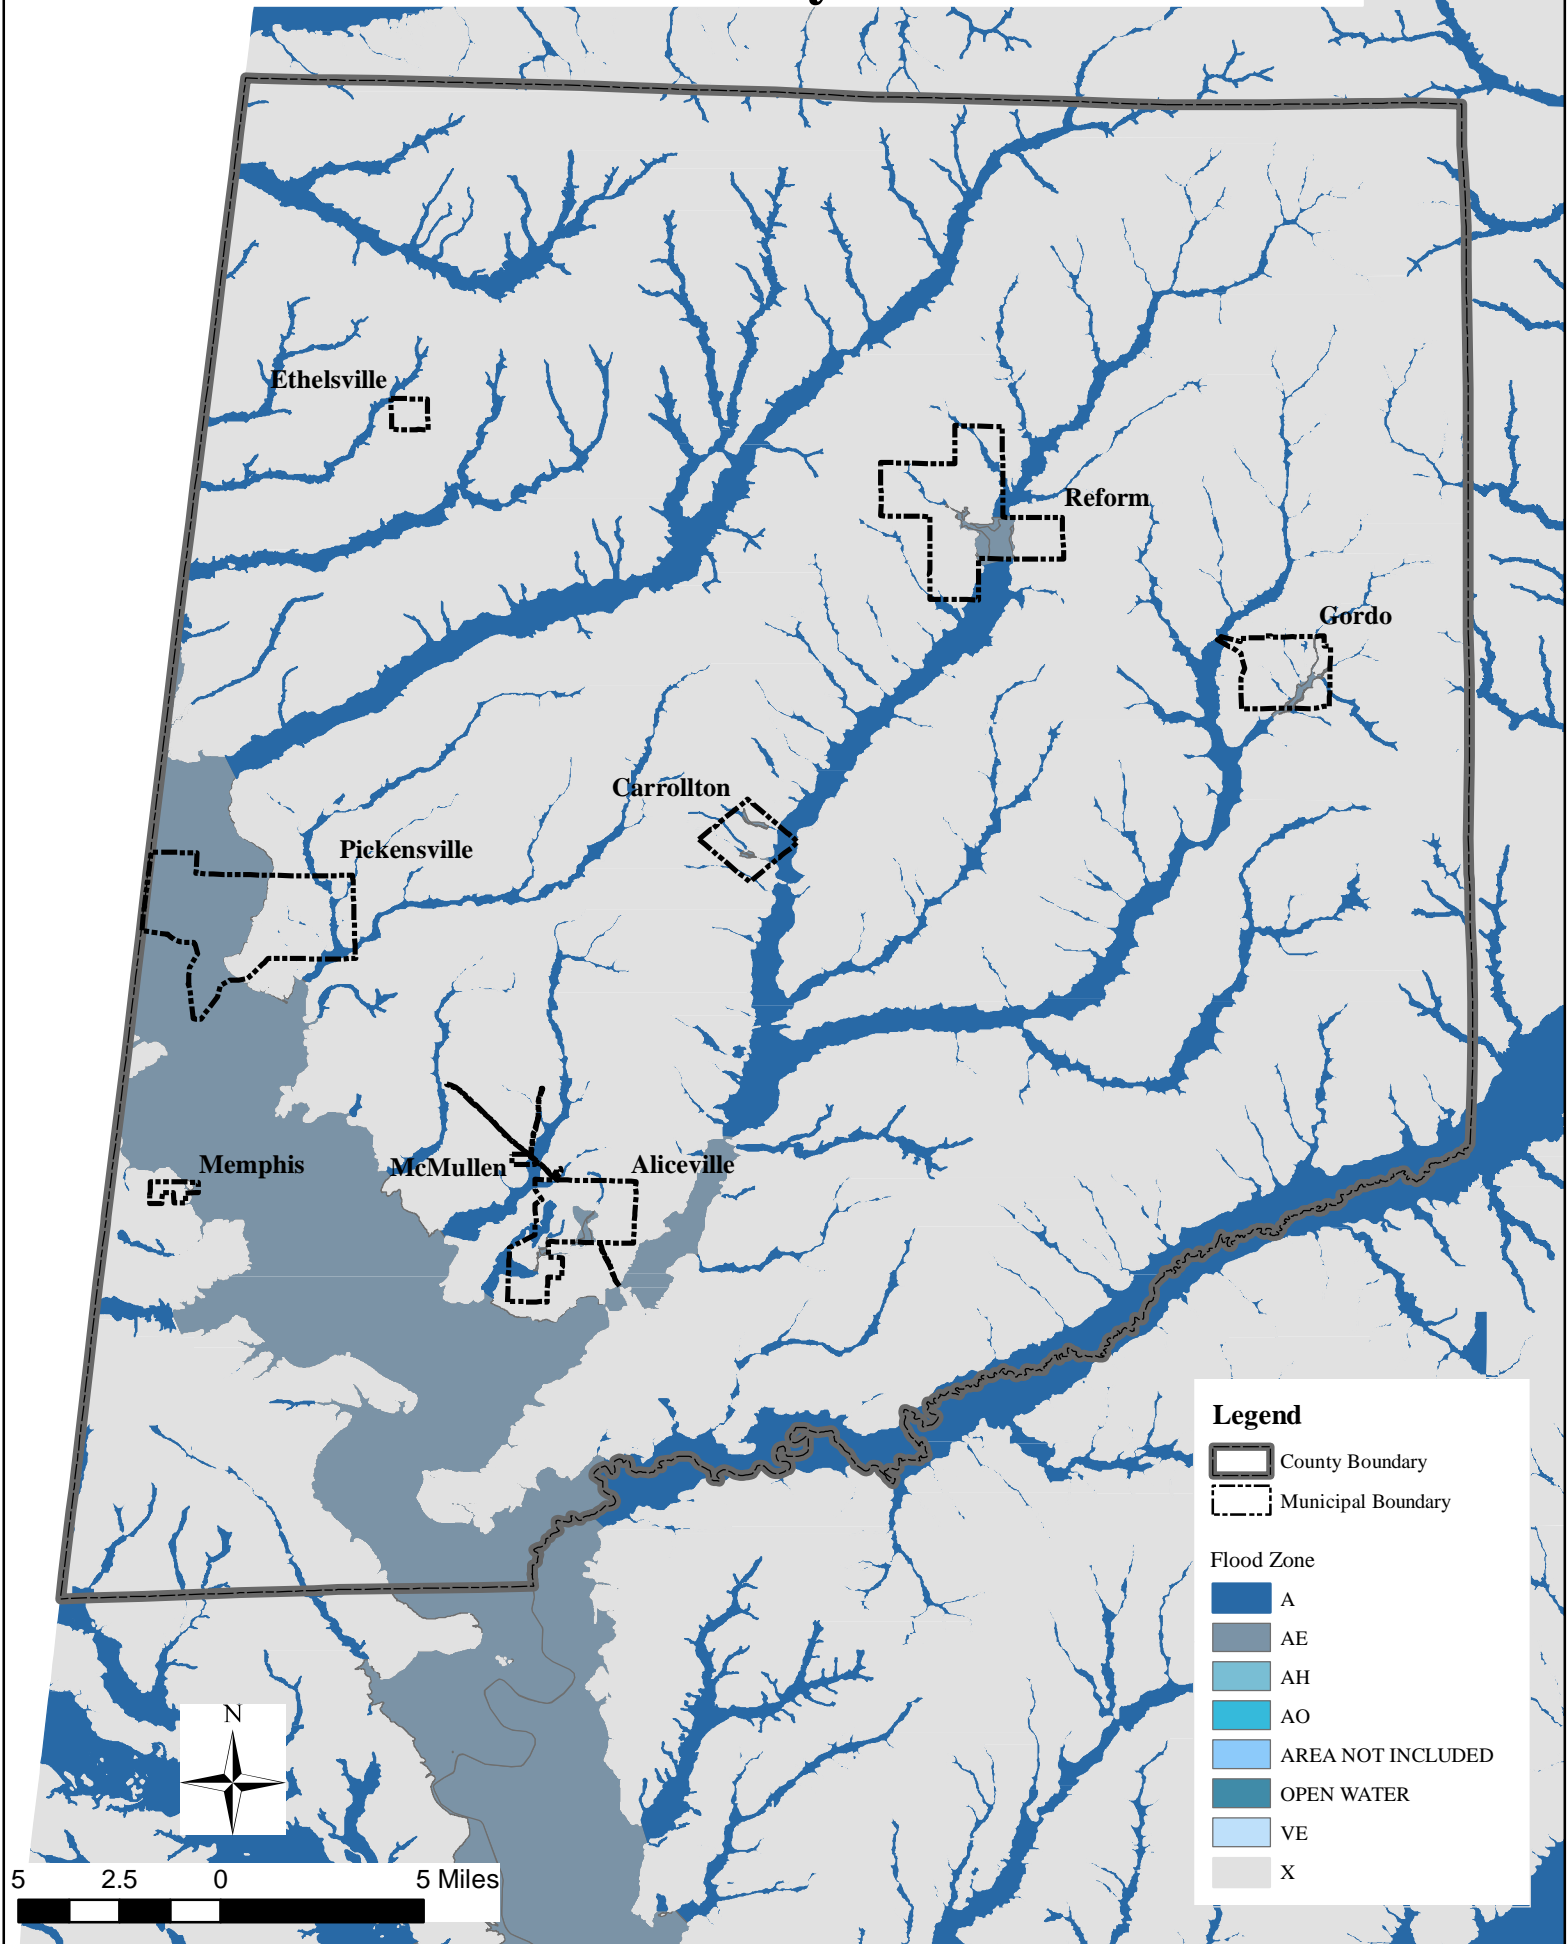 Ethelsville
Reform
Gordo
Carrollton
Pickensville
Memphis
McMullen
Aliceville
Legend
County Boundary
Municipal Boundary
Flood Zone
A
AE
AH
AO
AREA NOT INCLUDED
OPEN WATER
VE
X
N
5 2.5 0 5 Miles